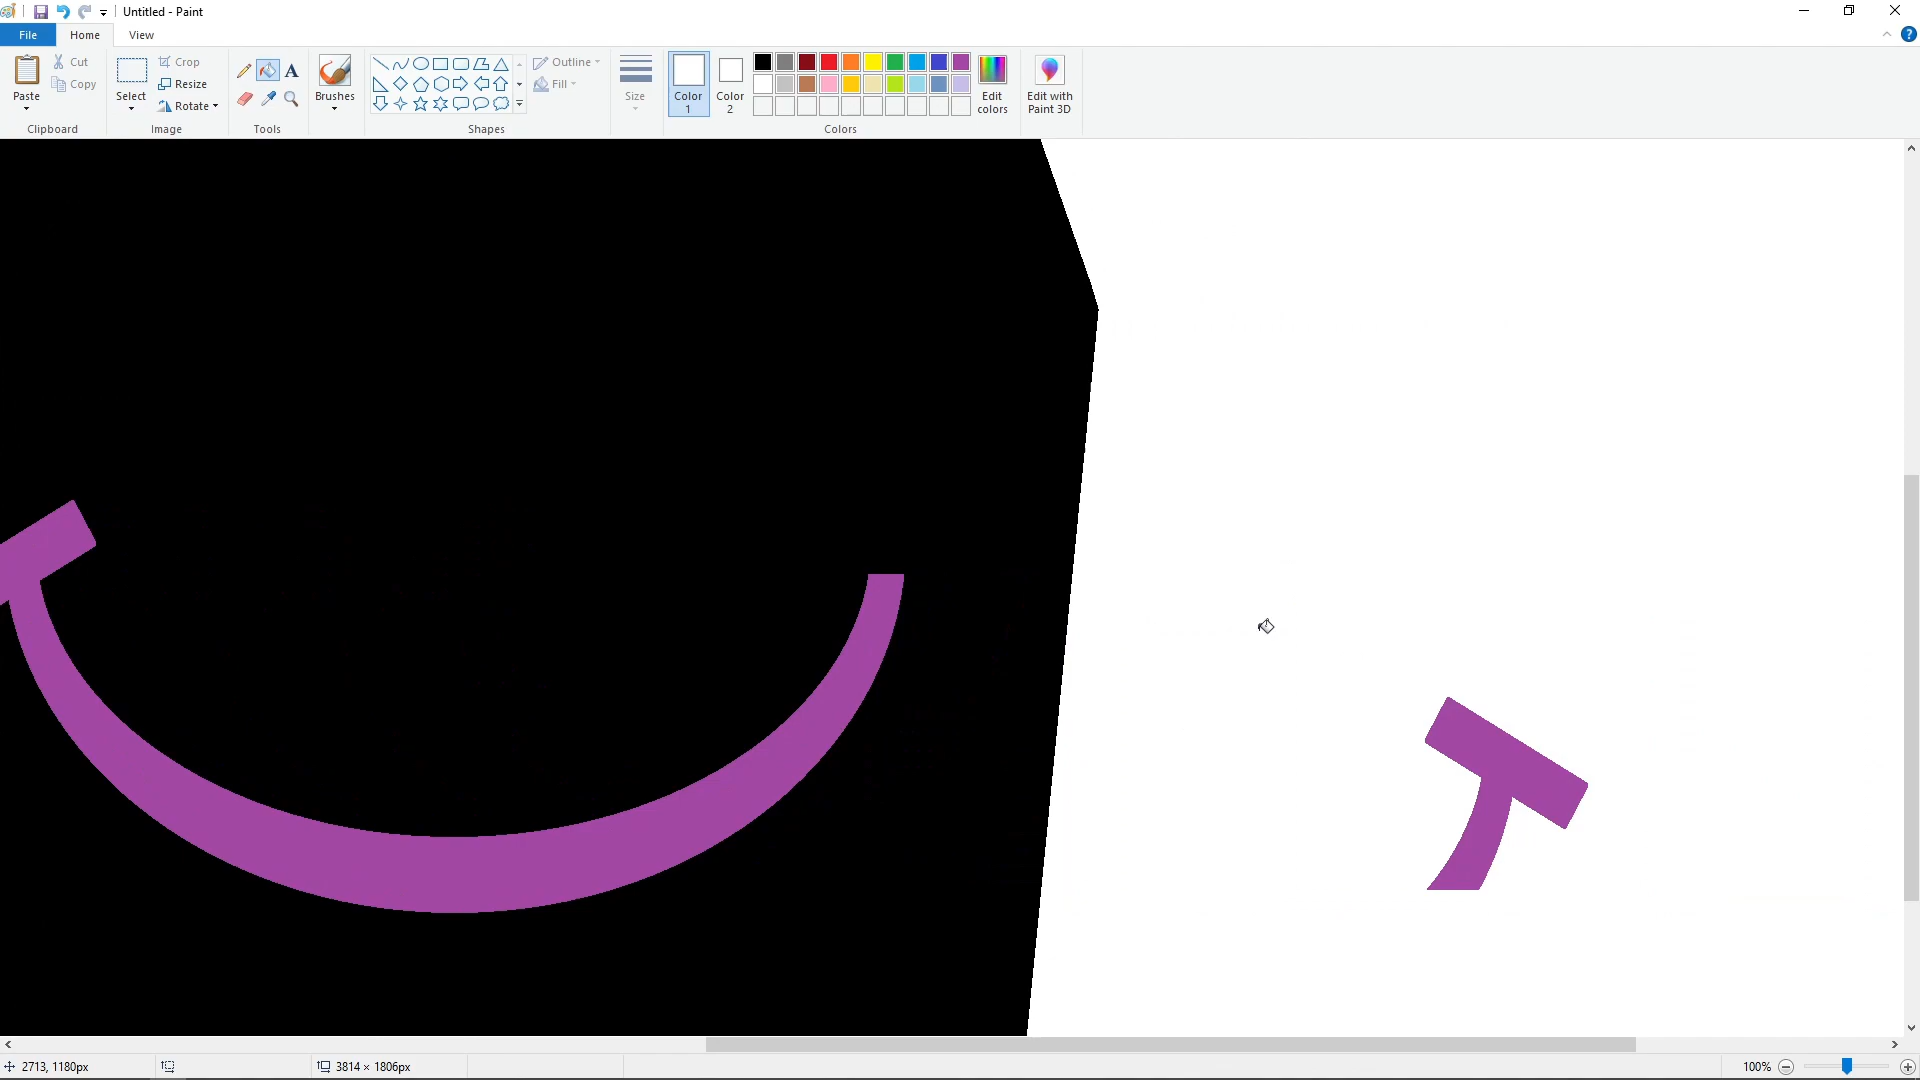 Untitled - Paint
File Home View
Paste
Cut
Copy
Clipboard
Select
Crop
Resize
Rotate
Image
A
Tools
Brushes
Shapes
Outline
Fill
Size
Color 1
Color 2
Colors
Edit colors
Edit with Paint 3D
2713, 1180px
3814 × 1806px
100%